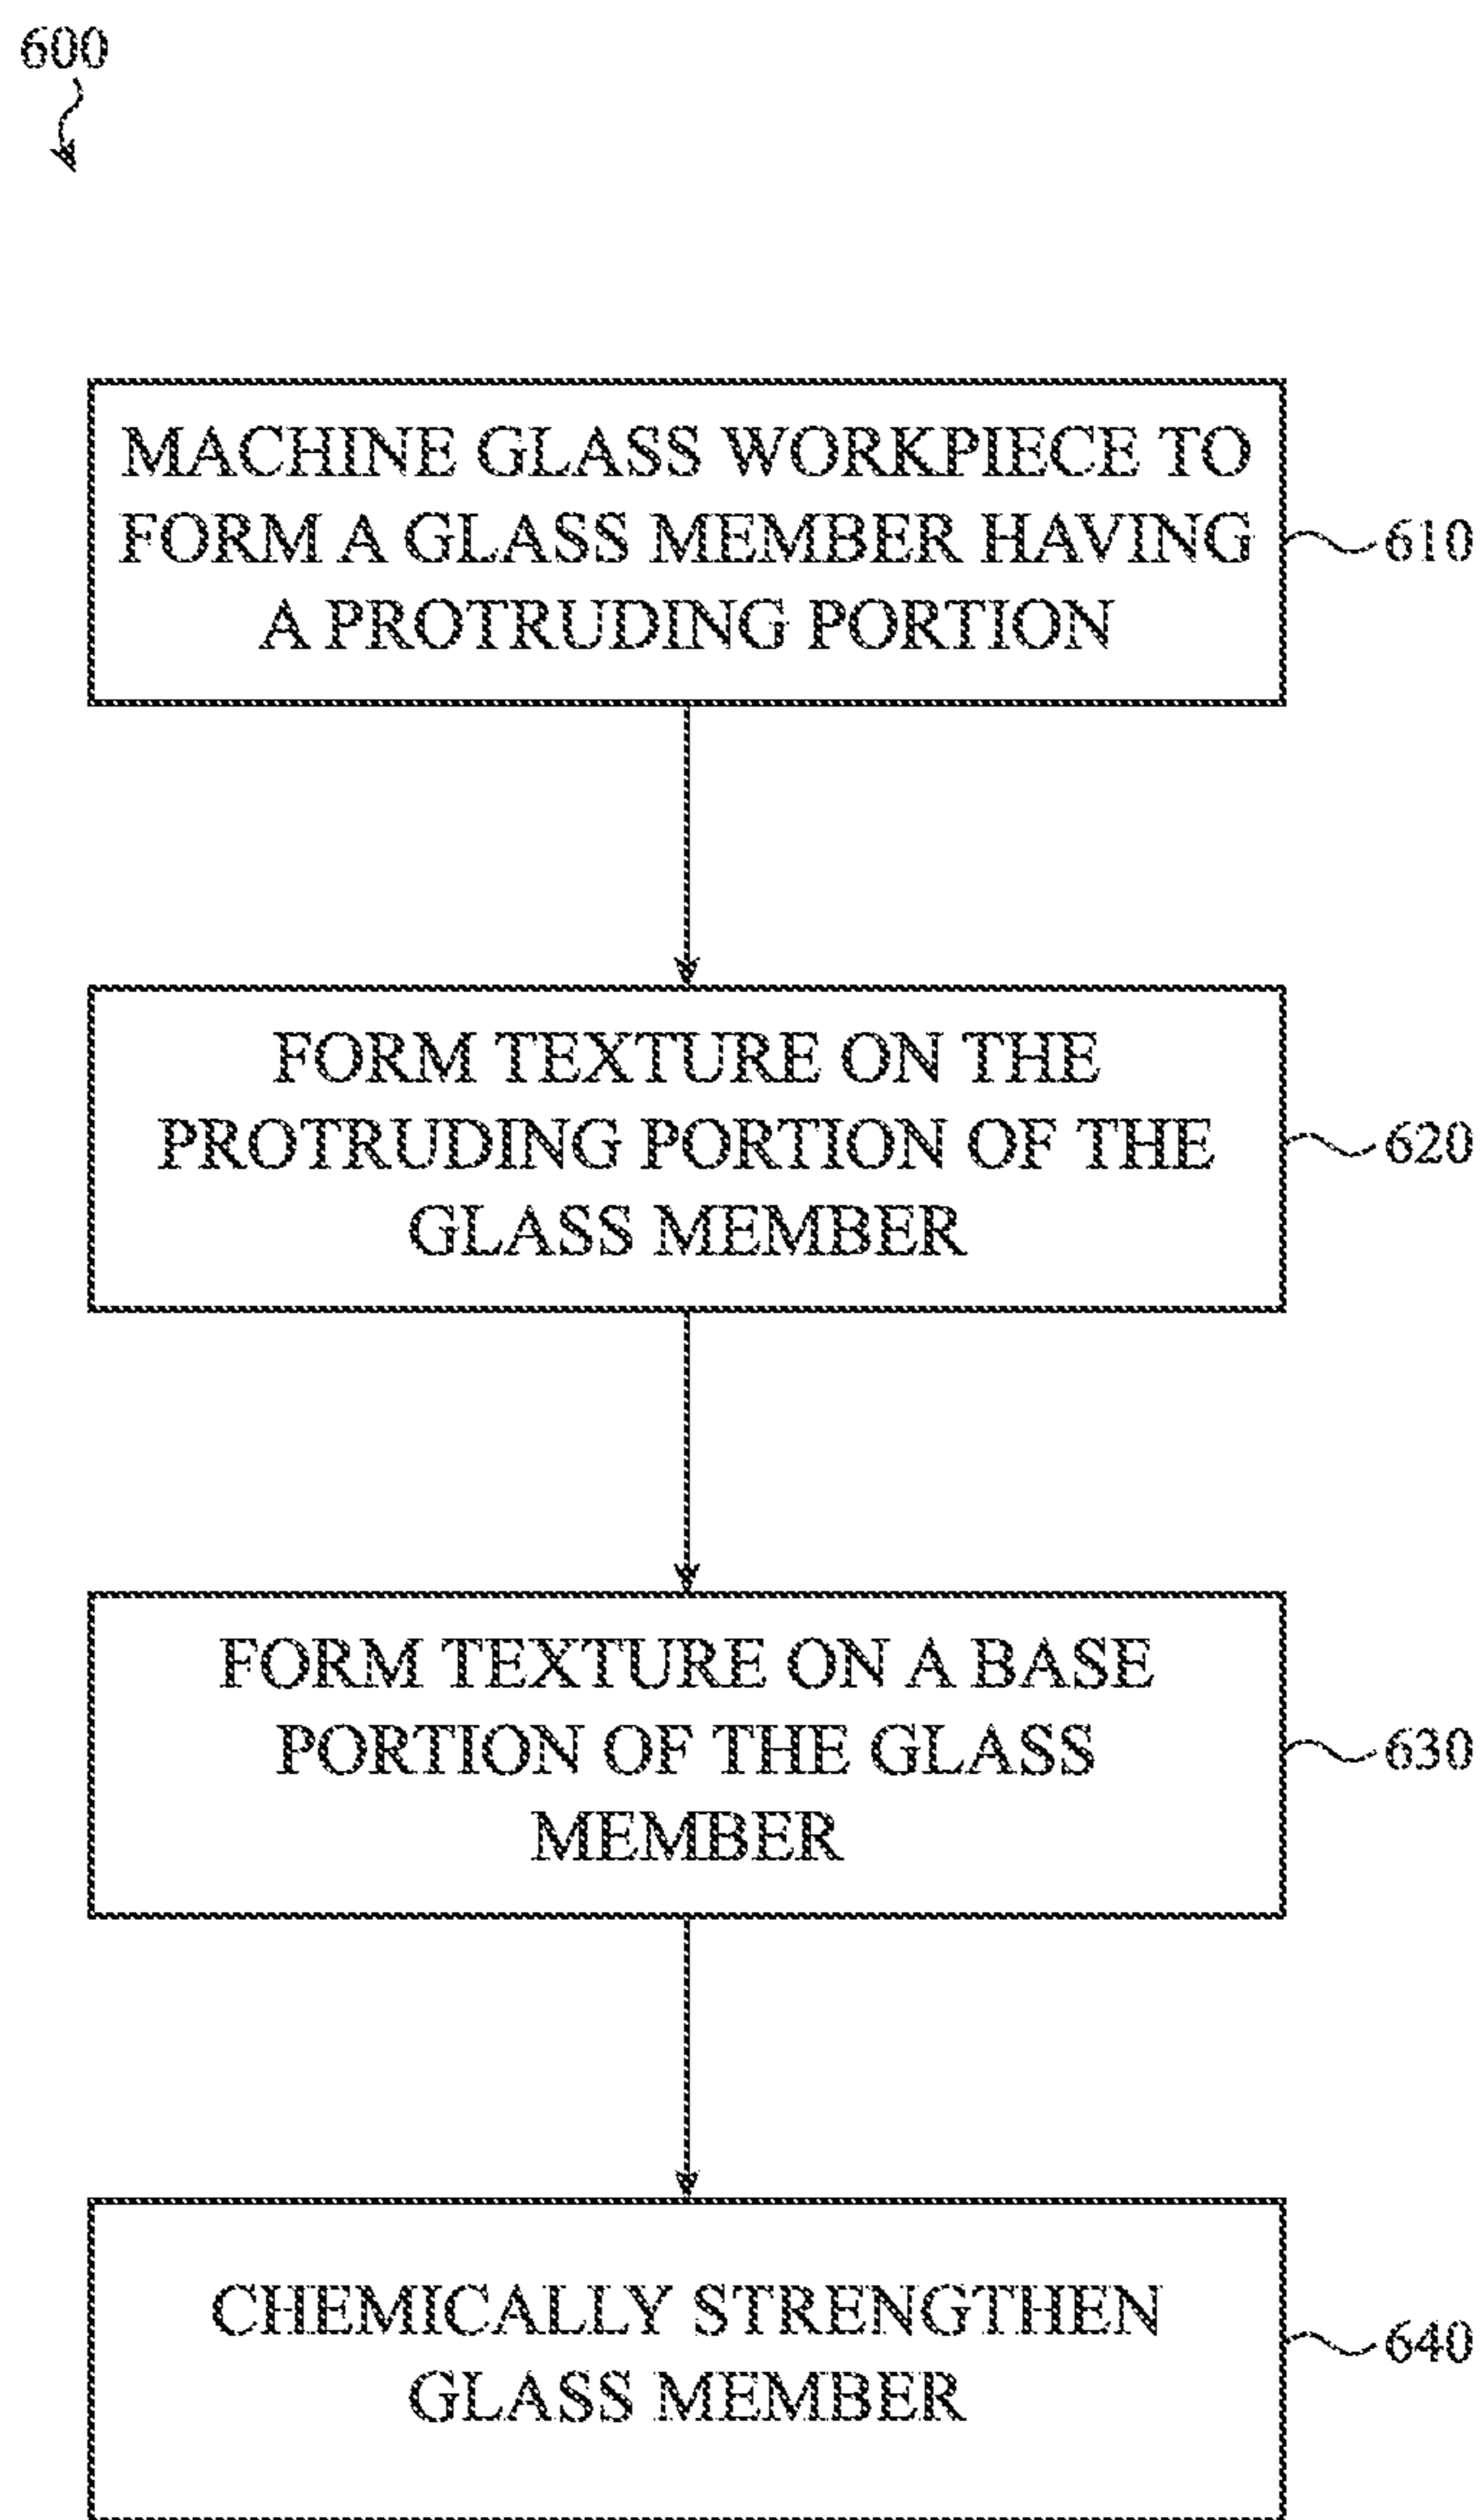 600
MACHINE GLASS WORKPIECE TO
FORM A GLASS MEMBER HAVING
A PROTRUDING PORTION
610
FORM TEXTURE ON THE
PROTRUDING PORTION OF THE
GLASS MEMBER
620
FORM TEXTURE ON A BASE
PORTION OF THE GLASS
MEMBER
630
CHEMICALLY STRENGTHEN
GLASS MEMBER
640